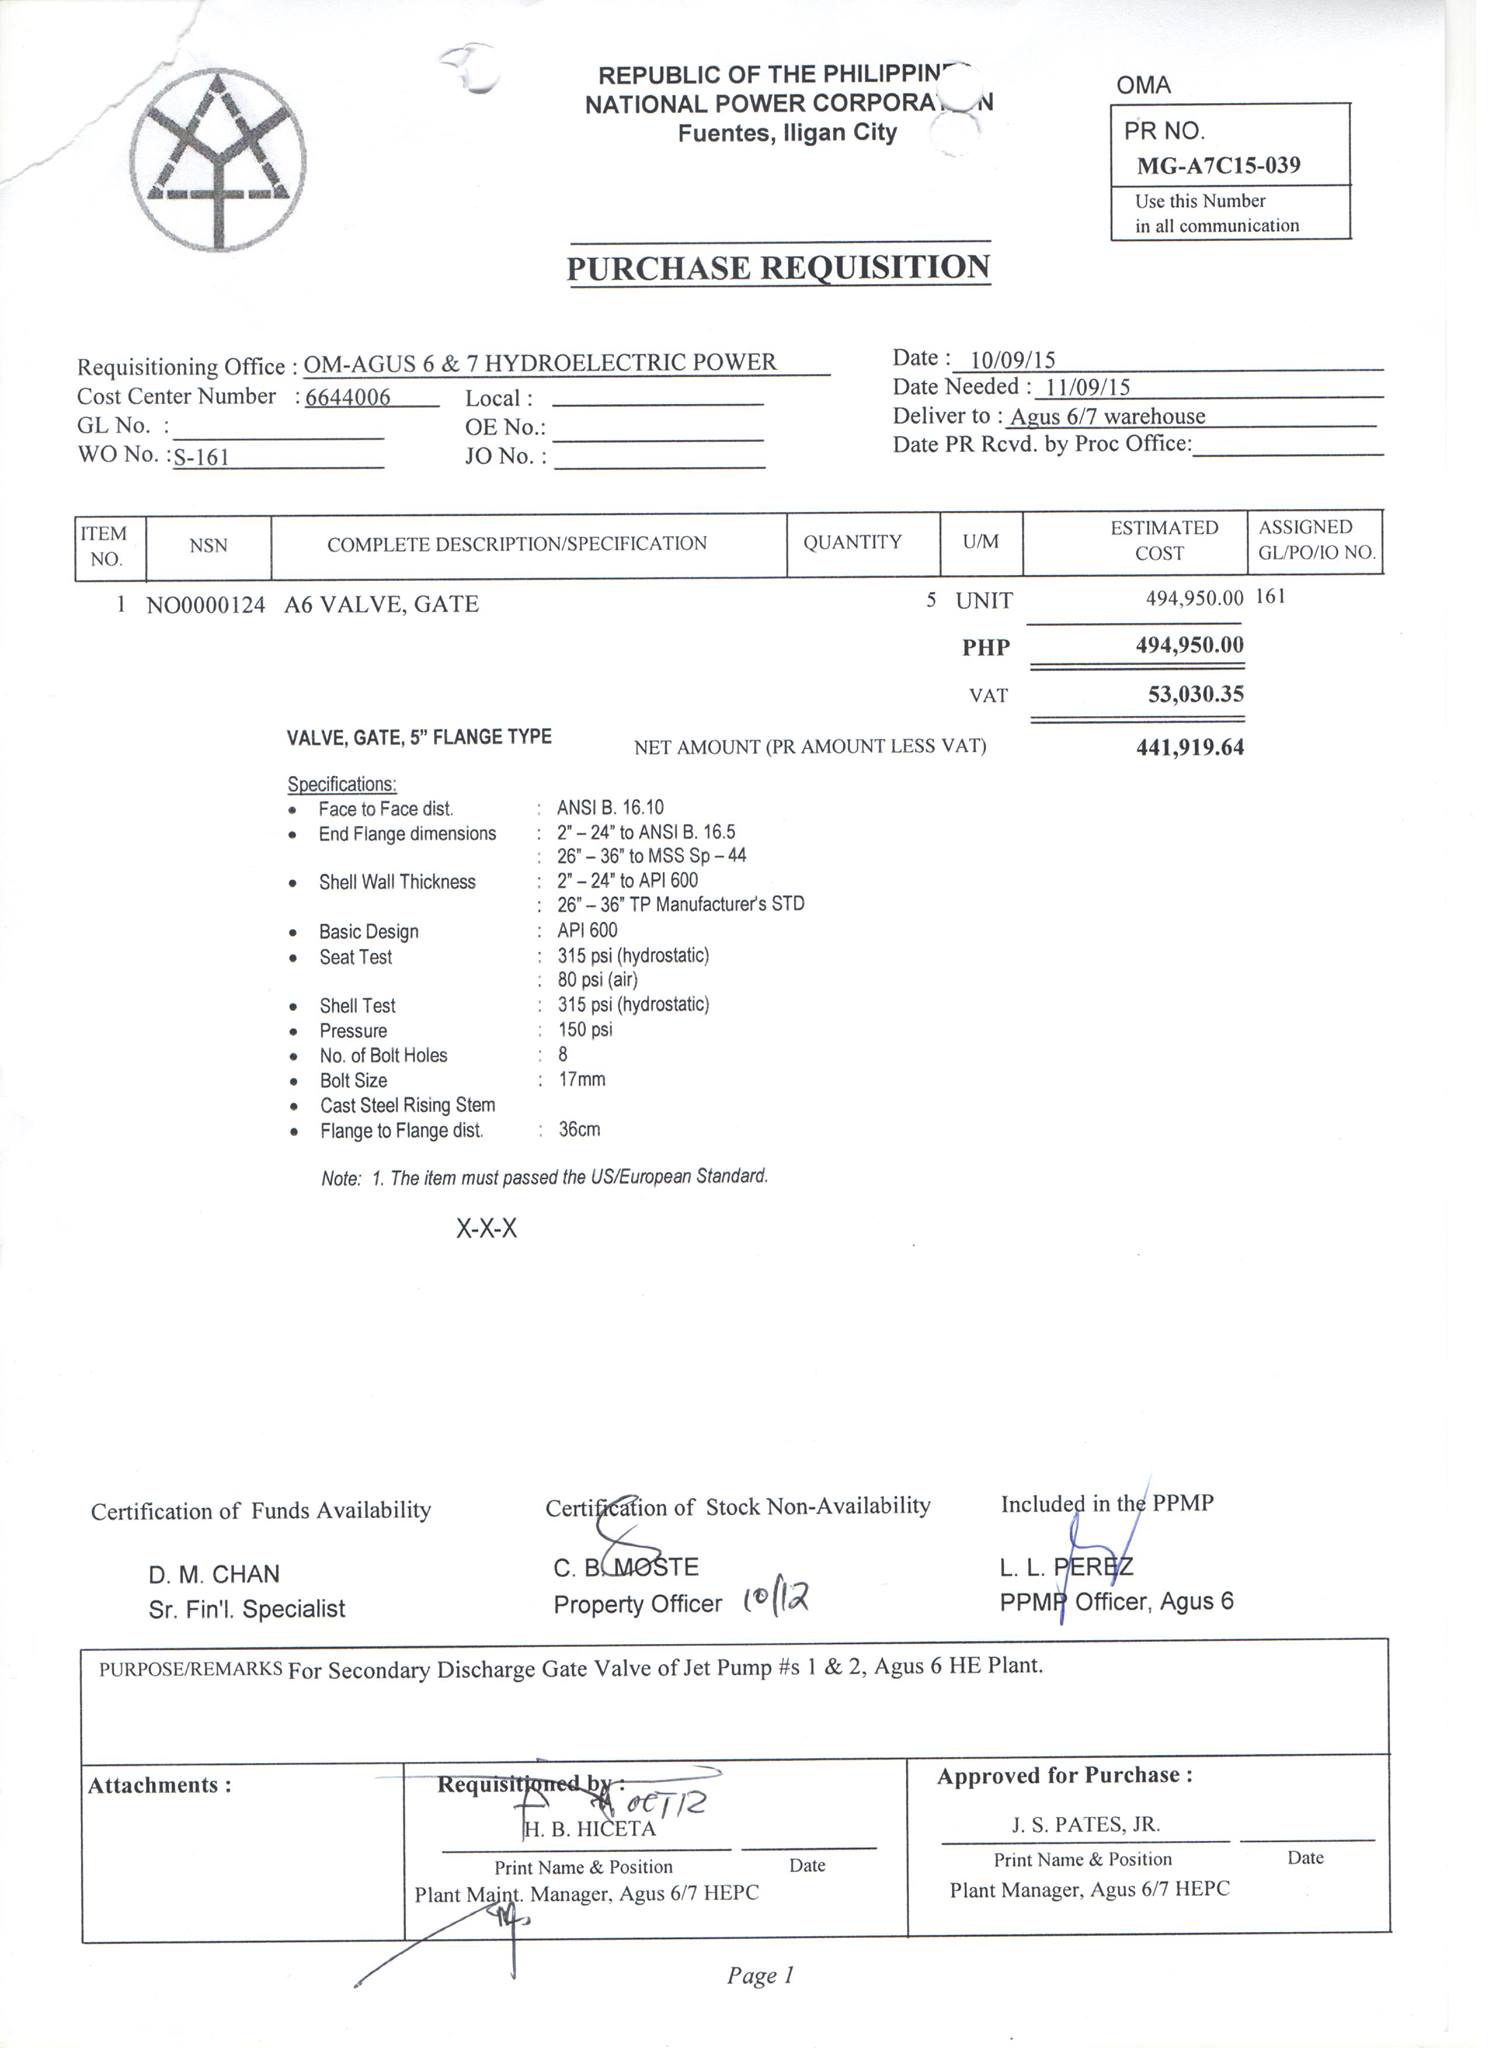 REPUBLIC OF THE PHILIPPIN
NATIONAL POWER CORPORA N
Fuentes, Iligan City
OMA
PR NO.
MG-A7C15-039
Use this Number
in all communication
PURCHASE REQUISITION
Requisitioning Office : OM-AGUS 6 & 7 HYDROELECTRIC POWER
Cost Center Number : 6644006 Local :
GL No. : OE No.:
WO No. : S-161 JO No. :
Date : 10/09/15
Date Needed : 11/09/15
Deliver to : Agus 6/7 warehouse
Date PR Rcvd. by Proc Office:
ITEM NO. NSN COMPLETE DESCRIPTION/SPECIFICATION QUANTITY U/M ESTIMATED COST ASSIGNED GL/PO/IO NO.
1 NO0000124 A6 VALVE, GATE 5 UNIT 494,950.00 161
PHP 494,950.00
VAT 53,030.35
VALVE, GATE, 5” FLANGE TYPE NET AMOUNT (PR AMOUNT LESS VAT) 441,919.64
Specifications:
• Face to Face dist. : ANSI B. 16.10
• End Flange dimensions : 2” – 24” to ANSI B. 16.5
: 26” – 36” to MSS Sp – 44
• Shell Wall Thickness : 2” – 24” to API 600
: 26” – 36” TP Manufacturer's STD
• Basic Design : API 600
• Seat Test : 315 psi (hydrostatic)
: 80 psi (air)
• Shell Test : 315 psi (hydrostatic)
• Pressure : 150 psi
• No. of Bolt Holes : 8
• Bolt Size : 17mm
• Cast Steel Rising Stem
• Flange to Flange dist. : 36cm
Note: 1. The item must passed the US/European Standard.
X-X-X
Certification of Funds Availability Certification of Stock Non-Availability Included in the PPMP
D. M. CHAN C. B. MOSTE L. L. PEREZ
Sr. Fin'l. Specialist Property Officer 10/12 PPMP Officer, Agus 6
PURPOSE/REMARKS For Secondary Discharge Gate Valve of Jet Pump #s 1 & 2, Agus 6 HE Plant.
Attachments : Requisitioned by : Approved for Purchase :
OCT 12
H. B. HICETA J. S. PATES, JR.
Print Name & Position Date Print Name & Position Date
Plant Maint. Manager, Agus 6/7 HEPC Plant Manager, Agus 6/7 HEPC
Page 1